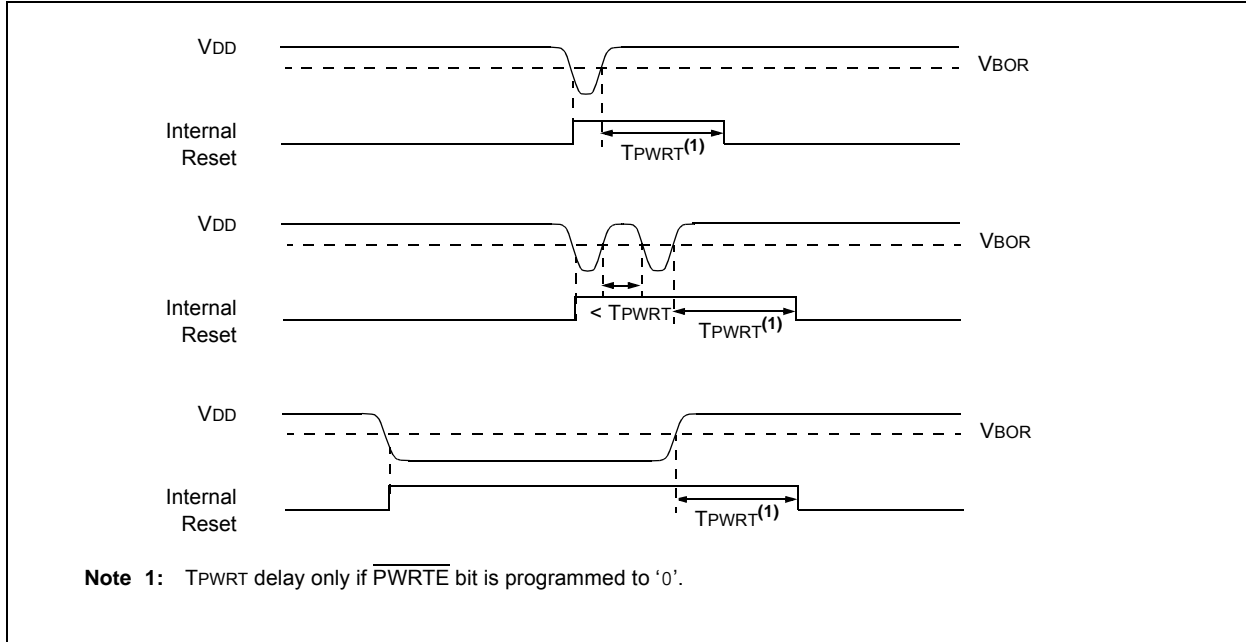 VDD
VBOR
Internal
Reset
TPWRT(1)
VDD
VBOR
Internal
Reset
< TPWRT
TPWRT(1)
VDD
VBOR
Internal
Reset
TPWRT(1)
Note 1: TPWRT delay only if PWRTE bit is programmed to ‘0’.